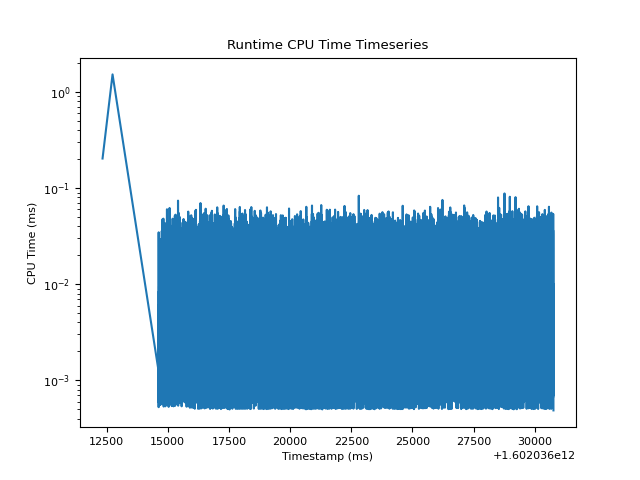 Runtime CPU Time Timeseries
CPU Time (ms)
10⁰
10⁻¹
10⁻²
10⁻³
12500 15000 17500 20000 22500 25000 27500 30000
Timestamp (ms)
+1.602036e12